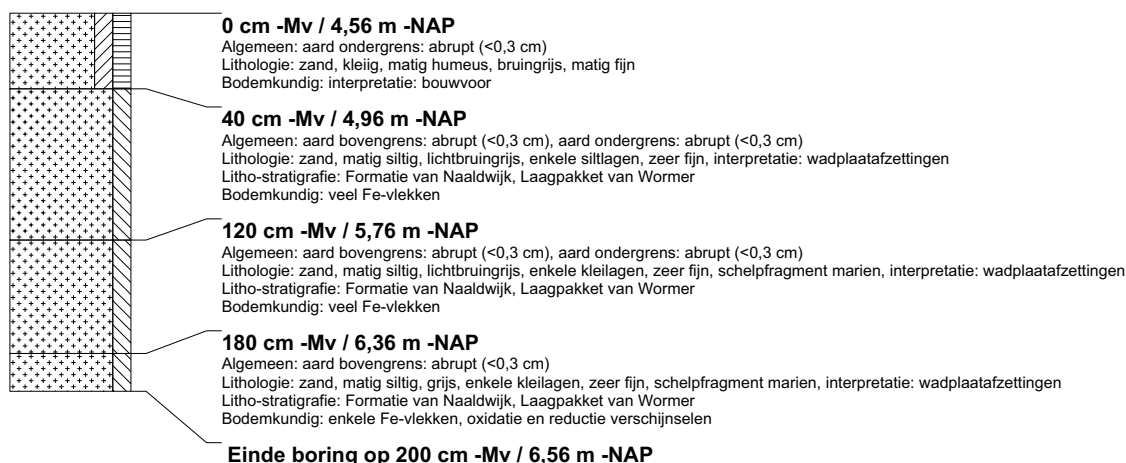 0 cm -Mv / 4,56 m -NAP
Algemeen: aard ondergrens: abrupt (<0,3 cm)
Lithologie: zand, kleiig, matig humeus, bruingrijs, matig fijn
Bodemkundig: interpretatie: bouwvoor
40 cm -Mv / 4,96 m -NAP
Algemeen: aard bovengrens: abrupt (<0,3 cm), aard ondergrens: abrupt (<0,3 cm)
Lithologie: zand, matig siltig, lichtbruingrijs, enkele siltlagen, zeer fijn, interpretatie: wadplaatafzettingen
Litho-stratigrafie: Formatie van Naaldwijk, Laagpakket van Wormer
Bodemkundig: veel Fe-vlekken
120 cm -Mv / 5,76 m -NAP
Algemeen: aard bovengrens: abrupt (<0,3 cm), aard ondergrens: abrupt (<0,3 cm)
Lithologie: zand, matig siltig, lichtbruingrijs, enkele kleilagen, zeer fijn, schelpfragment marien, interpretatie: wadplaatafzettingen
Litho-stratigrafie: Formatie van Naaldwijk, Laagpakket van Wormer
Bodemkundig: veel Fe-vlekken
180 cm -Mv / 6,36 m -NAP
Algemeen: aard bovengrens: abrupt (<0,3 cm)
Lithologie: zand, matig siltig, grijs, enkele kleilagen, zeer fijn, schelpfragment marien, interpretatie: wadplaatafzettingen
Litho-stratigrafie: Formatie van Naaldwijk, Laagpakket van Wormer
Bodemkundig: enkele Fe-vlekken, oxidatie en reductie verschijnselen
Einde boring op 200 cm -Mv / 6,56 m -NAP